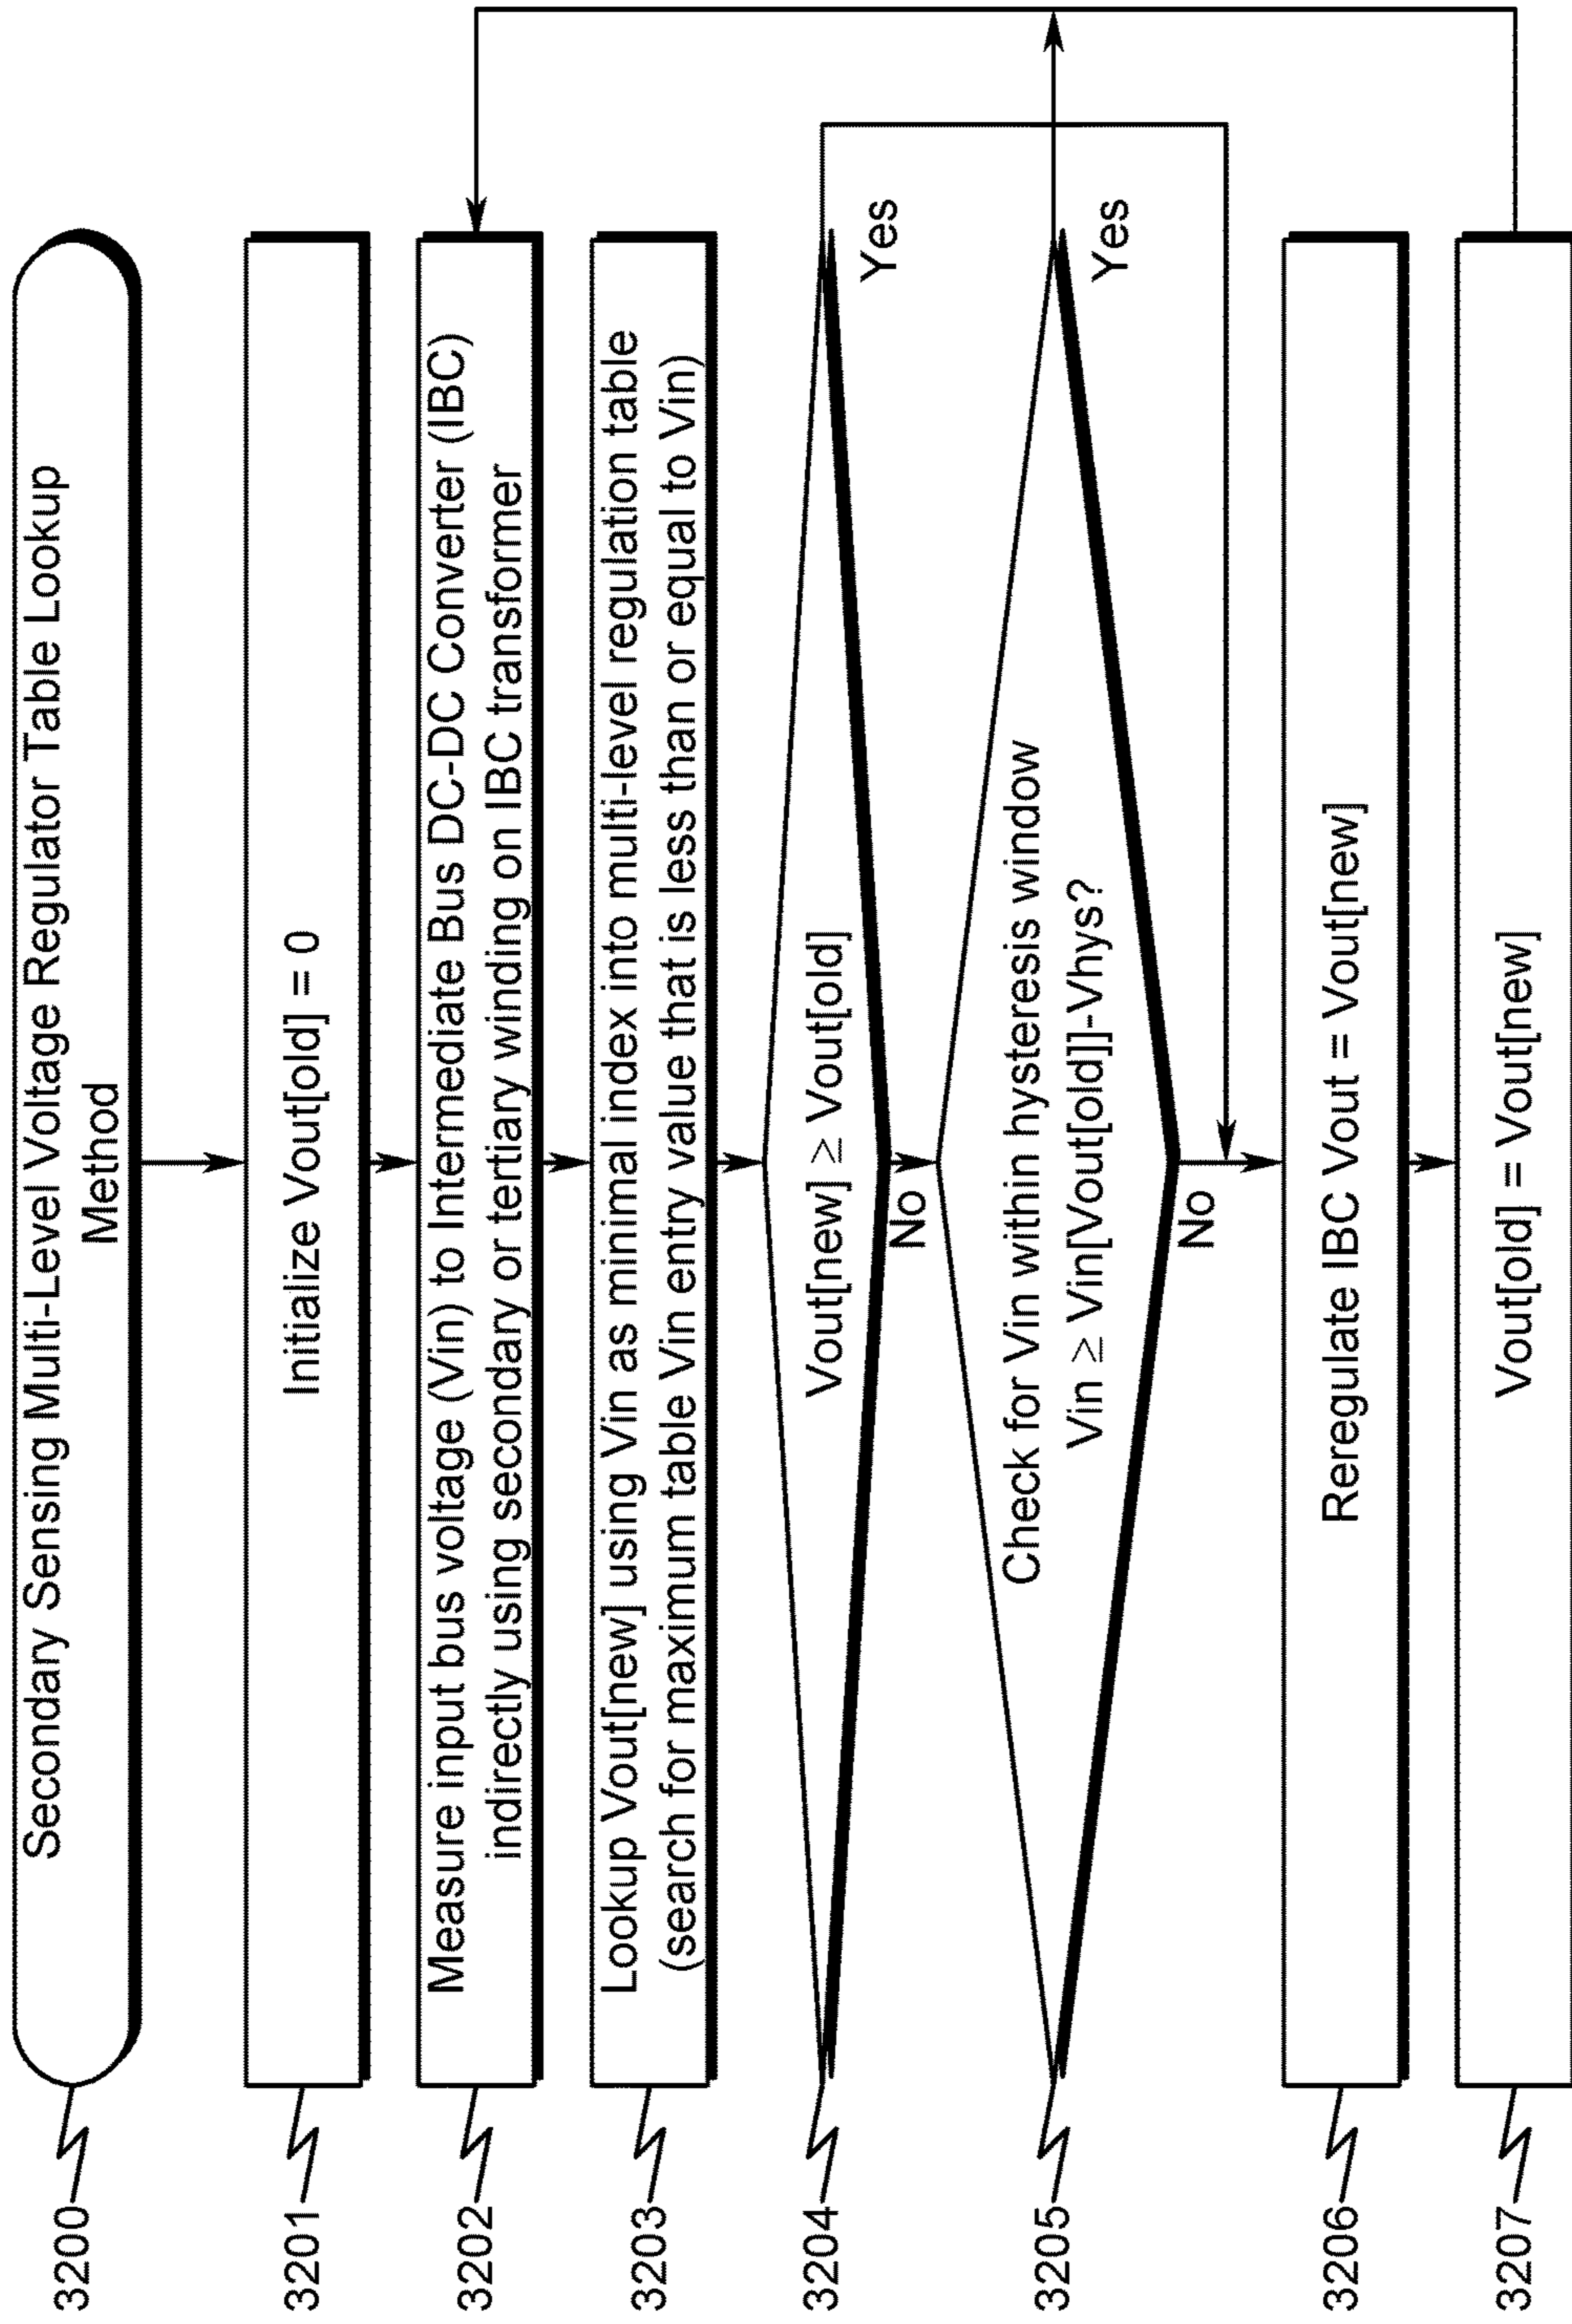 3200
Secondary Sensing Multi-Level Voltage Regulator Table Lookup
Method
3201
Initialize Vout[old] = 0
3202
Measure input bus voltage (Vin) to Intermediate Bus DC-DC Converter (IBC)
indirectly using secondary or tertiary winding on IBC transformer
3203
Lookup Vout[new] using Vin as minimal index into multi-level regulation table
(search for maximum table Vin entry value that is less than or equal to Vin)
3204
Vout[new] ≥ Vout[old]
Yes
No
3205
Check for Vin within hysteresis window
Vin ≥ Vin[Vout[old]]-Vhys?
Yes
No
3206
Reregulate IBC Vout = Vout[new]
3207
Vout[old] = Vout[new]